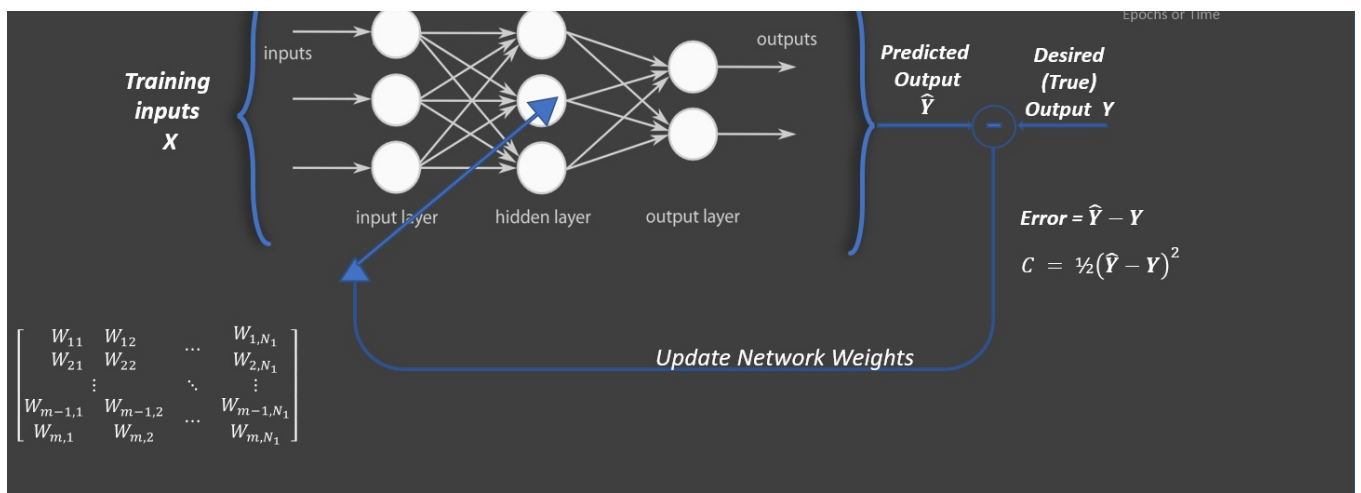 Epochs or Time
inputs
outputs
Training
inputs
X
Predicted
Output
Ŷ
Desired
(True)
Output Y
-
input layer
hidden layer
output layer
Error = Ŷ − Y
C = ½(Ŷ − Y)²
W₁₁ W₁₂ … W₁,N₁
W₂₁ W₂₂ W₂,N₁
⋮ ⋱ ⋮
Wₘ₋₁,₁ Wₘ₋₁,₂ … Wₘ₋₁,N₁
Wₘ,₁ Wₘ,₂ Wₘ,N₁
Update Network Weights